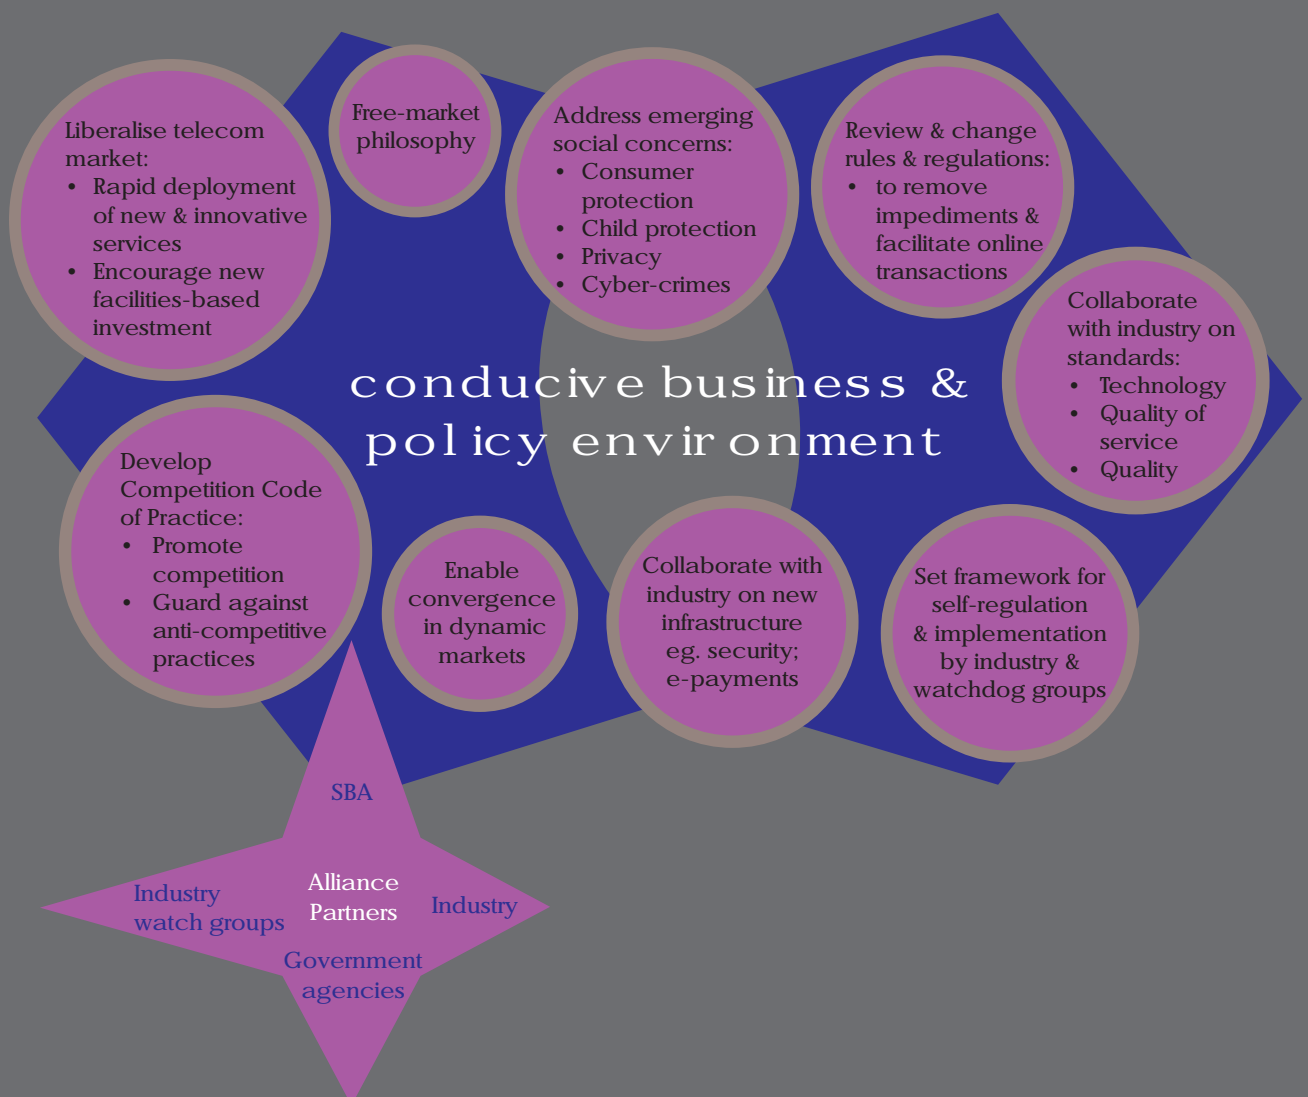 Liberalise telecom
market:
• Rapid deployment
of new & innovative
services
• Encourage new
facilities-based
investment
Free-market
philosophy
Address emerging
social concerns:
• Consumer
protection
• Child protection
• Privacy
• Cyber-crimes
Review & change
rules & regulations:
• to remove
impediments &
facilitate online
transactions
Collaborate
with industry on
standards:
• Technology
• Quality of
service
• Quality
conducive business &
policy environment
Develop
Competition Code
of Practice:
• Promote
competition
• Guard against
anti-competitive
practices
Enable
convergence
in dynamic
markets
Collaborate with
industry on new
infrastructure
eg. security;
e-payments
Set framework for
self-regulation
& implementation
by industry &
watchdog groups
SBA
Industry
watch groups
Alliance
Partners
Industry
Government
agencies